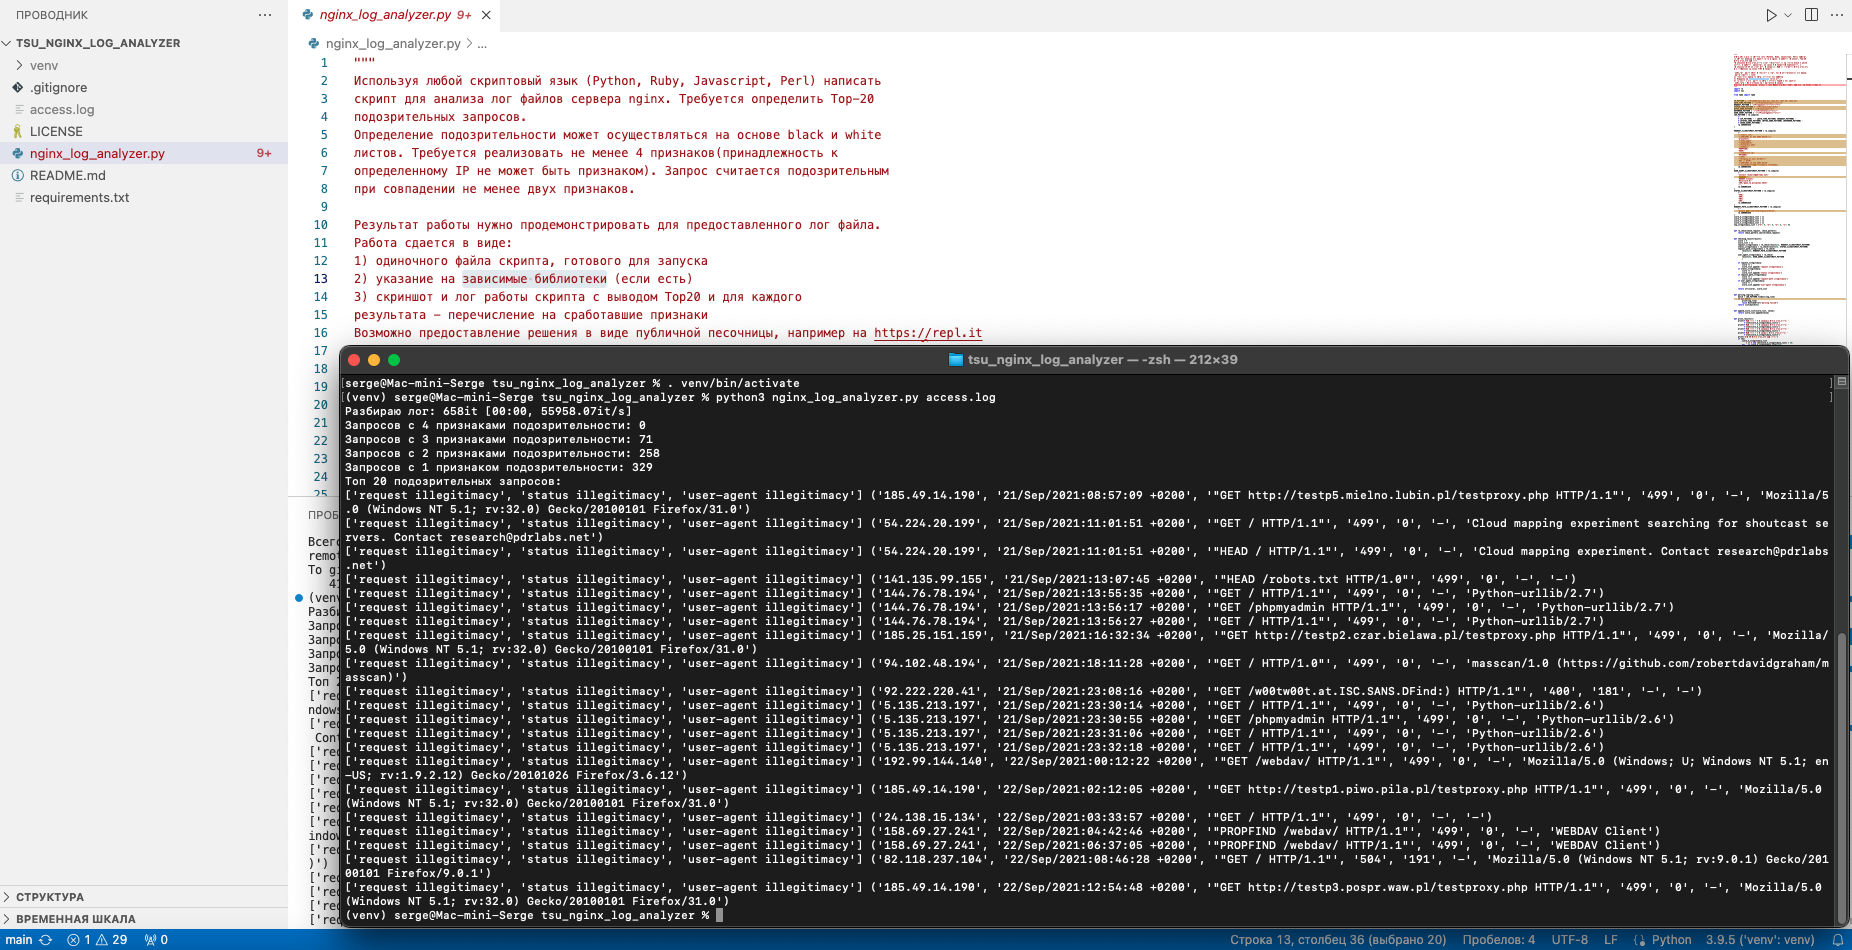 ПРОВОДНИК
TSU_NGINX_LOG_ANALYZER
venv
.gitignore
access.log
LICENSE
nginx_log_analyzer.py 9+
README.md
requirements.txt
СТРУКТУРА
ВРЕМЕННАЯ ШКАЛА
nginx_log_analyzer.py 9+
nginx_log_analyzer.py > ...
1 """
2 Используя любой скриптовый язык (Python, Ruby, Javascript, Perl) написать
3 скрипт для анализа лог файлов сервера nginx. Требуется определить Top-20
4 подозрительных запросов.
5 Определение подозрительности может осуществляться на основе black и white
6 листов. Требуется реализовать не менее 4 признаков(принадлежность к
7 определенному IP не может быть признаком). Запрос считается подозрительным
8 при совпадении не менее двух признаков.
9
10 Результат работы нужно продемонстрировать для предоставленного лог файла.
11 Работа сдается в виде:
12 1) одиночного файла скрипта, готового для запуска
13 2) указание на зависимые библиотеки (если есть)
14 3) скриншот и лог работы скрипта с выводом Top20 и для каждого
15 результата - перечисление на сработавшие признаки
16 Возможно предоставление решения в виде публичной песочницы, например на https://repl.it
17
18
19
20
21
22
23
24
25
tsu_nginx_log_analyzer — -zsh — 212×39
[serge@Mac-mini-Serge tsu_nginx_log_analyzer % . venv/bin/activate ]
[(venv) serge@Mac-mini-Serge tsu_nginx_log_analyzer % python3 nginx_log_analyzer.py access.log ]
Разбираю лог: 658it [00:00, 55958.07it/s]
Запросов с 4 признаками подозрительности: 0
Запросов с 3 признаками подозрительности: 71
Запросов с 2 признаками подозрительности: 258
Запросов с 1 признаком подозрительности: 329
Топ 20 подозрительных запросов:
['request illegitimacy', 'status illegitimacy', 'user-agent illegitimacy'] ('185.49.14.190', '21/Sep/2021:08:57:09 +0200', '"GET http://testp5.mielno.lubin.pl/testproxy.php HTTP/1.1"', '499', '0', '-', 'Mozilla/5
.0 (Windows NT 5.1; rv:32.0) Gecko/20100101 Firefox/31.0')
['request illegitimacy', 'status illegitimacy', 'user-agent illegitimacy'] ('54.224.20.199', '21/Sep/2021:11:01:51 +0200', '"GET / HTTP/1.1"', '499', '0', '-', 'Cloud mapping experiment searching for shoutcast se
rvers. Contact research@pdrlabs.net')
['request illegitimacy', 'status illegitimacy', 'user-agent illegitimacy'] ('54.224.20.199', '21/Sep/2021:11:01:51 +0200', '"HEAD / HTTP/1.1"', '499', '0', '-', 'Cloud mapping experiment. Contact research@pdrlabs
.net')
['request illegitimacy', 'status illegitimacy', 'user-agent illegitimacy'] ('141.135.99.155', '21/Sep/2021:13:07:45 +0200', '"HEAD /robots.txt HTTP/1.0"', '499', '0', '-', '-')
['request illegitimacy', 'status illegitimacy', 'user-agent illegitimacy'] ('144.76.78.194', '21/Sep/2021:13:55:35 +0200', '"GET / HTTP/1.1"', '499', '0', '-', 'Python-urllib/2.7')
['request illegitimacy', 'status illegitimacy', 'user-agent illegitimacy'] ('144.76.78.194', '21/Sep/2021:13:56:17 +0200', '"GET /phpmyadmin HTTP/1.1"', '499', '0', '-', 'Python-urllib/2.7')
['request illegitimacy', 'status illegitimacy', 'user-agent illegitimacy'] ('144.76.78.194', '21/Sep/2021:13:56:27 +0200', '"GET / HTTP/1.1"', '499', '0', '-', 'Python-urllib/2.7')
['request illegitimacy', 'status illegitimacy', 'user-agent illegitimacy'] ('185.25.151.159', '21/Sep/2021:16:32:34 +0200', '"GET http://testp2.czar.bielawa.pl/testproxy.php HTTP/1.1"', '499', '0', '-', 'Mozilla/
5.0 (Windows NT 5.1; rv:32.0) Gecko/20100101 Firefox/31.0')
['request illegitimacy', 'status illegitimacy', 'user-agent illegitimacy'] ('94.102.48.194', '21/Sep/2021:18:11:28 +0200', '"GET / HTTP/1.0"', '499', '0', '-', 'masscan/1.0 (https://github.com/robertdavidgraham/m
asscan)')
['request illegitimacy', 'status illegitimacy', 'user-agent illegitimacy'] ('92.222.220.41', '21/Sep/2021:23:08:16 +0200', '"GET /w00tw00t.at.ISC.SANS.DFind:) HTTP/1.1"', '400', '181', '-', '-')
['request illegitimacy', 'status illegitimacy', 'user-agent illegitimacy'] ('5.135.213.197', '21/Sep/2021:23:30:14 +0200', '"GET / HTTP/1.1"', '499', '0', '-', 'Python-urllib/2.6')
['request illegitimacy', 'status illegitimacy', 'user-agent illegitimacy'] ('5.135.213.197', '21/Sep/2021:23:30:55 +0200', '"GET /phpmyadmin HTTP/1.1"', '499', '0', '-', 'Python-urllib/2.6')
['request illegitimacy', 'status illegitimacy', 'user-agent illegitimacy'] ('5.135.213.197', '21/Sep/2021:23:31:06 +0200', '"GET / HTTP/1.1"', '499', '0', '-', 'Python-urllib/2.6')
['request illegitimacy', 'status illegitimacy', 'user-agent illegitimacy'] ('5.135.213.197', '21/Sep/2021:23:32:18 +0200', '"GET / HTTP/1.1"', '499', '0', '-', 'Python-urllib/2.6')
['request illegitimacy', 'status illegitimacy', 'user-agent illegitimacy'] ('192.99.144.140', '22/Sep/2021:00:12:22 +0200', '"GET /webdav/ HTTP/1.1"', '499', '0', '-', 'Mozilla/5.0 (Windows; U; Windows NT 5.1; en
-US; rv:1.9.2.12) Gecko/20101026 Firefox/3.6.12')
['request illegitimacy', 'status illegitimacy', 'user-agent illegitimacy'] ('185.49.14.190', '22/Sep/2021:02:12:05 +0200', '"GET http://testp1.piwo.pila.pl/testproxy.php HTTP/1.1"', '499', '0', '-', 'Mozilla/5.0
(Windows NT 5.1; rv:32.0) Gecko/20100101 Firefox/31.0')
['request illegitimacy', 'status illegitimacy', 'user-agent illegitimacy'] ('24.138.15.134', '22/Sep/2021:03:33:57 +0200', '"GET / HTTP/1.1"', '499', '0', '-', '-')
['request illegitimacy', 'status illegitimacy', 'user-agent illegitimacy'] ('158.69.27.241', '22/Sep/2021:04:42:46 +0200', '"PROPFIND /webdav/ HTTP/1.1"', '499', '0', '-', 'WEBDAV Client')
['request illegitimacy', 'status illegitimacy', 'user-agent illegitimacy'] ('158.69.27.241', '22/Sep/2021:06:37:05 +0200', '"PROPFIND /webdav/ HTTP/1.1"', '499', '0', '-', 'WEBDAV Client')
['request illegitimacy', 'status illegitimacy', 'user-agent illegitimacy'] ('82.118.237.104', '22/Sep/2021:08:46:28 +0200', '"GET / HTTP/1.1"', '504', '191', '-', 'Mozilla/5.0 (Windows NT 5.1; rv:9.0.1) Gecko/201
00101 Firefox/9.0.1')
['request illegitimacy', 'status illegitimacy', 'user-agent illegitimacy'] ('185.49.14.190', '22/Sep/2021:12:54:48 +0200', '"GET http://testp3.pospr.waw.pl/testproxy.php HTTP/1.1"', '499', '0', '-', 'Mozilla/5.0
(Windows NT 5.1; rv:32.0) Gecko/20100101 Firefox/31.0')
(venv) serge@Mac-mini-Serge tsu_nginx_log_analyzer %
main 1 29 0
Строка 13, столбец 36 (выбрано 20) Пробелов: 4 UTF-8 LF Python 3.9.5 ('venv': venv)